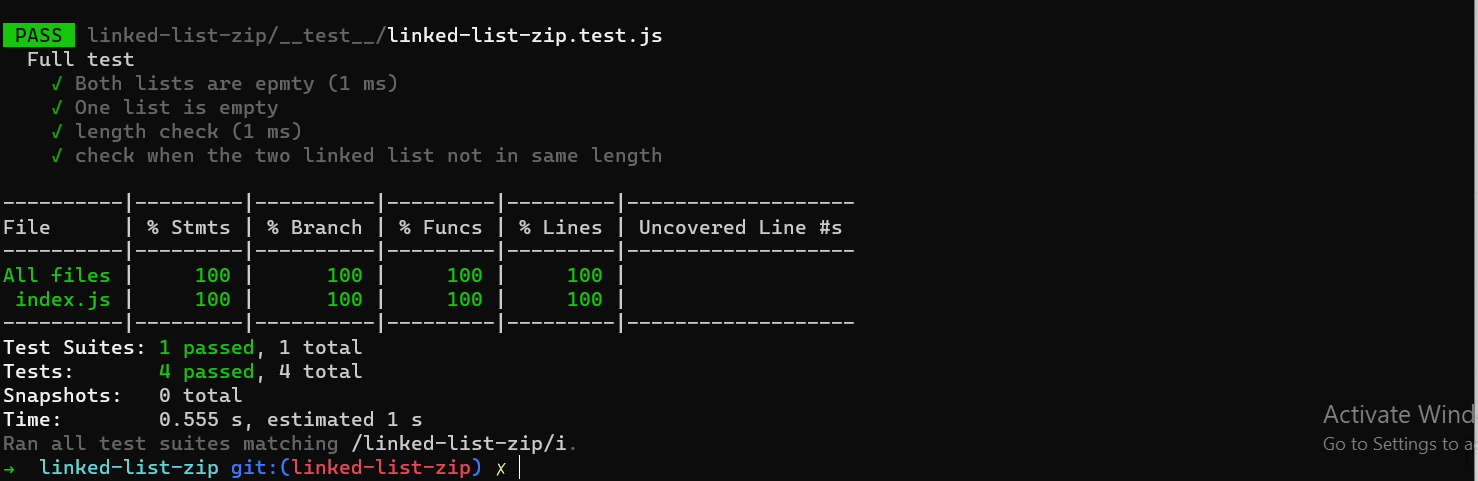 PASS linked-list-zip/__test__/linked-list-zip.test.js
Full test
√ Both lists are epmty (1 ms)
√ One list is empty
√ length check (1 ms)
√ check when the two linked list not in same length
----------|---------|----------|---------|---------|-------------------
File      | % Stmts | % Branch | % Funcs | % Lines | Uncovered Line #s
----------|---------|----------|---------|---------|-------------------
All files |     100 |      100 |     100 |     100 |
 index.js |     100 |      100 |     100 |     100 |
----------|---------|----------|---------|---------|-------------------
Test Suites: 1 passed, 1 total
Tests:       4 passed, 4 total
Snapshots:   0 total
Time:        0.555 s, estimated 1 s
Ran all test suites matching /linked-list-zip/i.
→  linked-list-zip git:(linked-list-zip) ✗
Activate Wind
Go to Settings to a